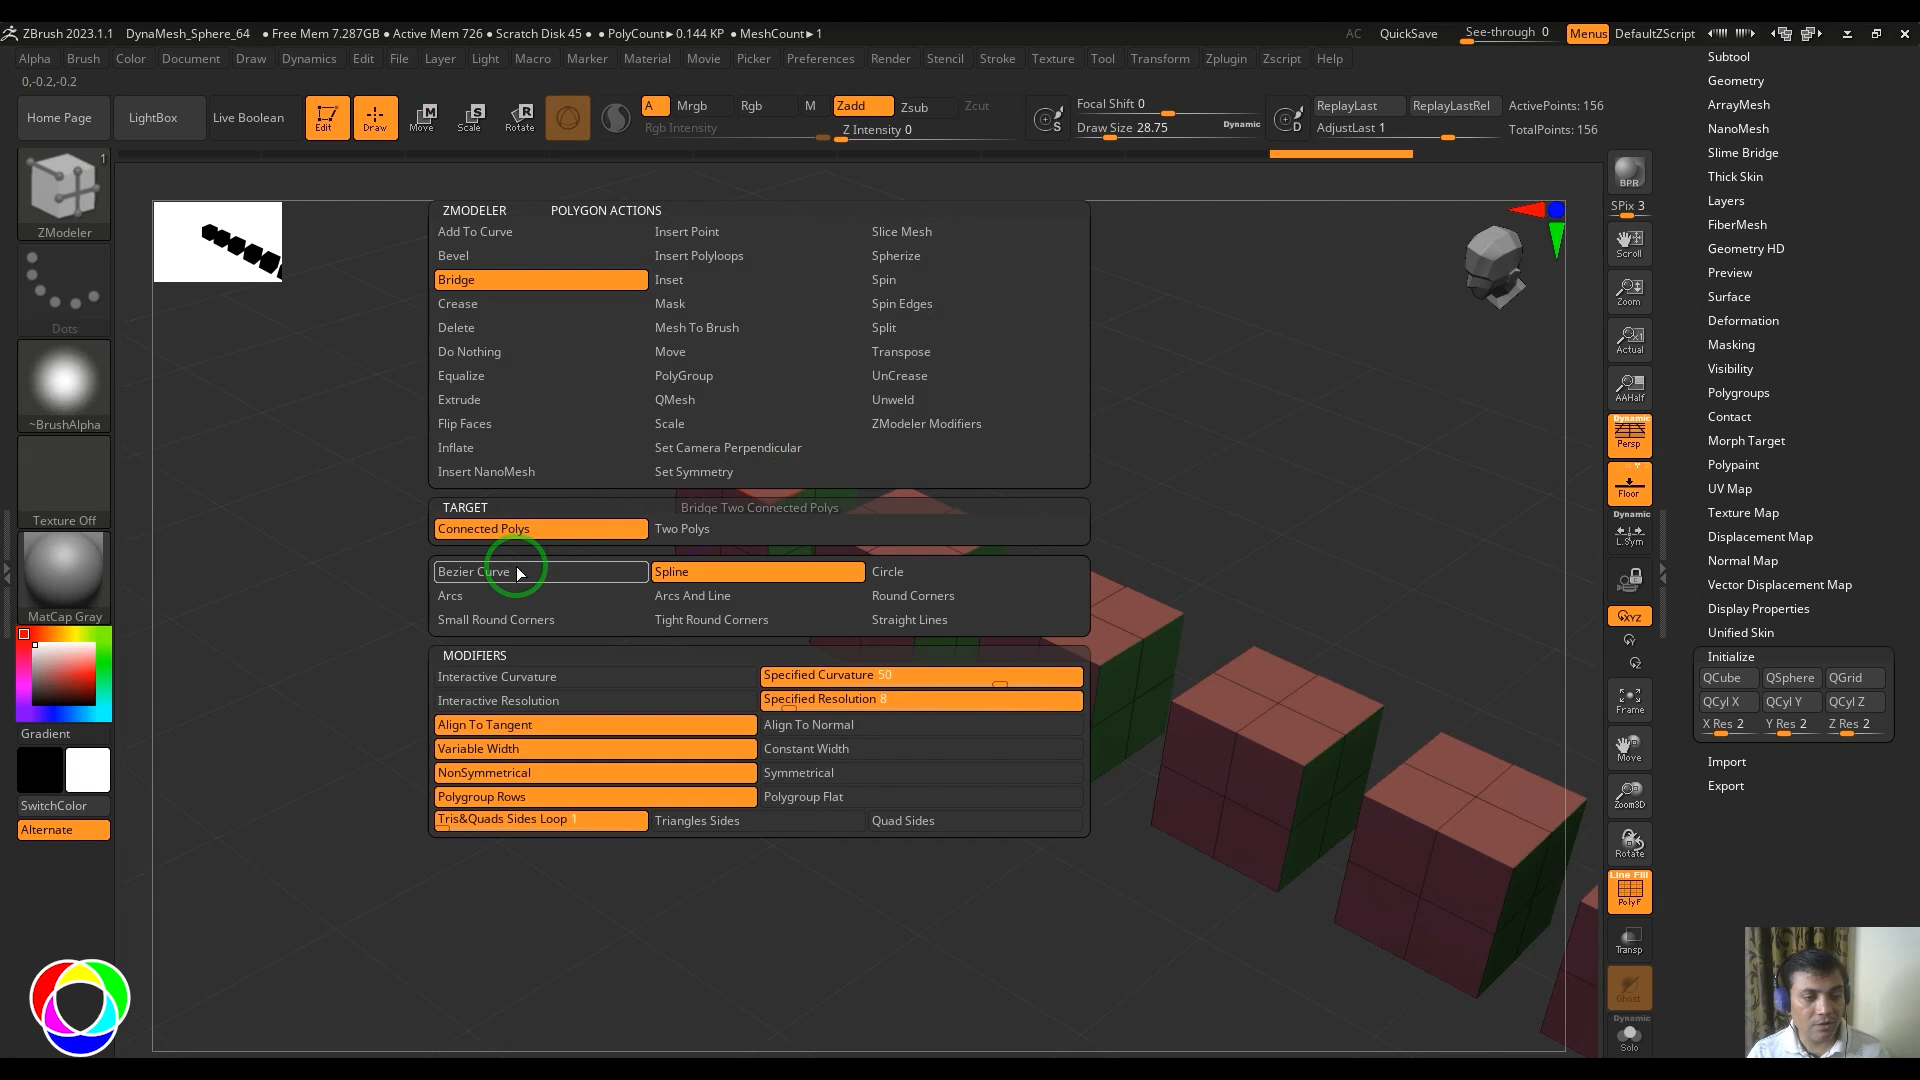 ZBrush 2023.1.1 DynaMesh_Sphere_64 ● Free Mem 7.287GB ● Active Mem 726 ● Scratch Disk 45 ● ● PolyCount► 0.144 KP ● MeshCount► 1 AC QuickSave See-through 0 Menus DefaultZScript
Alpha Brush Color Document Draw Dynamics Edit File Layer Light Macro Marker Material Movie Picker Preferences Render Stencil Stroke Texture Tool Transform Zplugin Zscript Help
0,-0.2,-0.2
Home Page LightBox Live Boolean Edit Draw Move Scale Rotate
A Mrgb Rgb M Zadd Zsub Zcut
Rgb Intensity Z Intensity 0
S Focal Shift 0
Draw Size 28.75 Dynamic
D ReplayLast ReplayLastRel ActivePoints: 156
AdjustLast 1 TotalPoints: 156
1
ZModeler
Dots
~BrushAlpha
Texture Off
MatCap Gray
Gradient
SwitchColor
Alternate
ZMODELER POLYGON ACTIONS
Add To Curve Insert Point Slice Mesh
Bevel Insert Polyloops Spherize
Bridge Inset Spin
Crease Mask Spin Edges
Delete Mesh To Brush Split
Do Nothing Move Transpose
Equalize PolyGroup UnCrease
Extrude QMesh Unweld
Flip Faces Scale ZModeler Modifiers
Inflate Set Camera Perpendicular
Insert NanoMesh Set Symmetry
TARGET Bridge Two Connected Polys
Connected Polys Two Polys
Bezier Curve Spline Circle
Arcs Arcs And Line Round Corners
Small Round Corners Tight Round Corners Straight Lines
MODIFIERS
Interactive Curvature Specified Curvature 50
Interactive Resolution Specified Resolution 8
Align To Tangent Align To Normal
Variable Width Constant Width
NonSymmetrical Symmetrical
Polygroup Rows Polygroup Flat
Tris&Quads Sides Loop 1 Triangles Sides Quad Sides
BPR
SPix 3
Scroll
Zoom
Actual
AAHalf
Dynamic
Persp
Floor
Dynamic
L.Sym
XYZ
Frame
Move
Zoom3D
Rotate
Line Fill
PolyF
Transp
Ghost
Dynamic
Solo
Subtool
Geometry
ArrayMesh
NanoMesh
Slime Bridge
Thick Skin
Layers
FiberMesh
Geometry HD
Preview
Surface
Deformation
Masking
Visibility
Polygroups
Contact
Morph Target
Polypaint
UV Map
Texture Map
Displacement Map
Normal Map
Vector Displacement Map
Display Properties
Unified Skin
Initialize
QCube QSphere QGrid
QCyl X QCyl Y QCyl Z
X Res 2 Y Res 2 Z Res 2
Import
Export